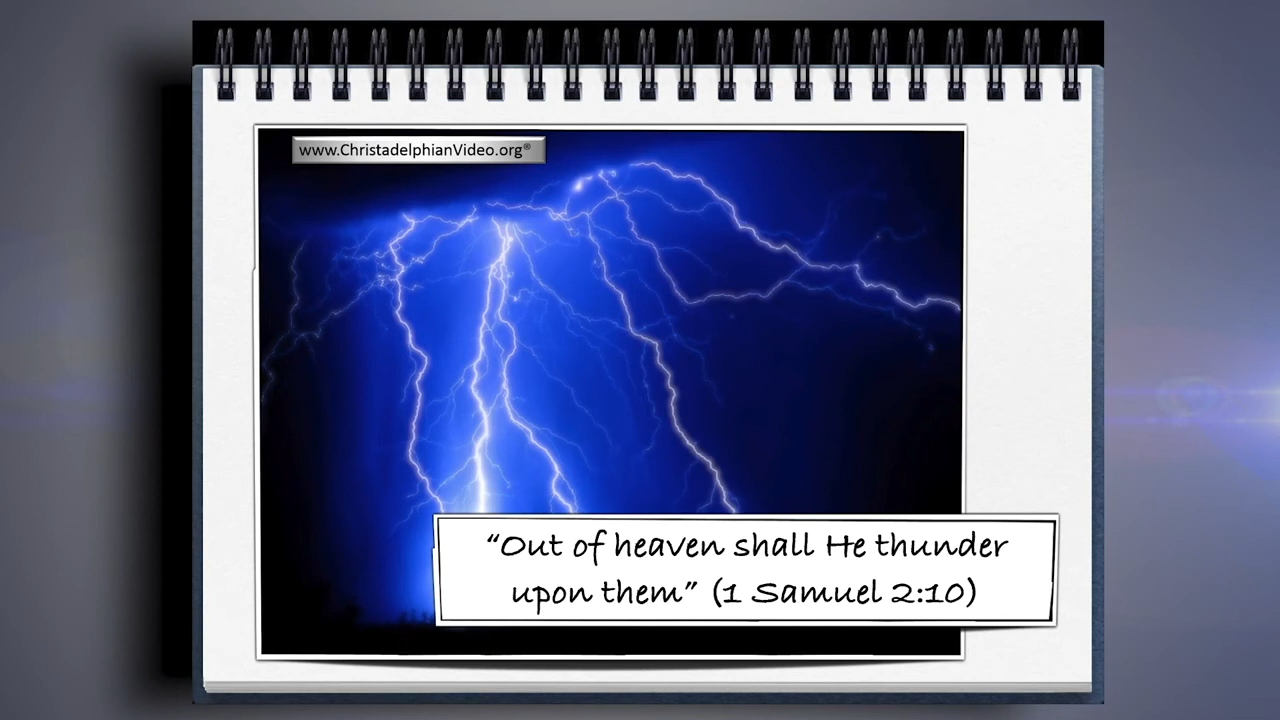 www.ChristadelphianVideo.org®
“Out of heaven shall He thunder
upon them” (1 Samuel 2:10)